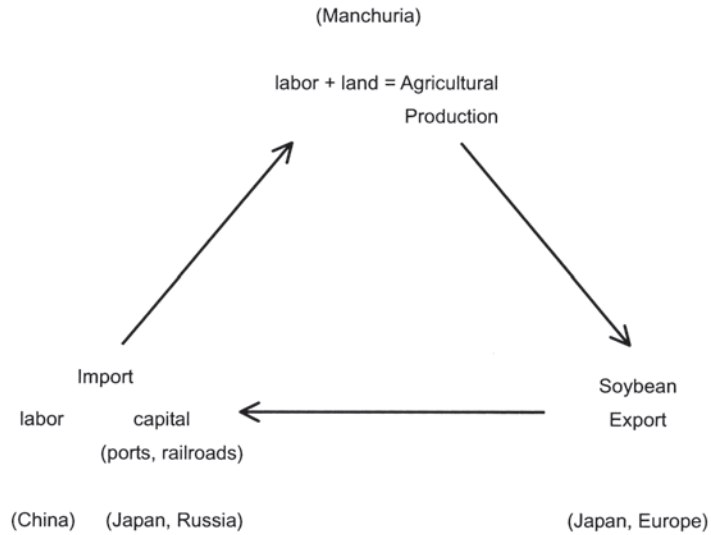 (Manchuria)
labor + land = Agricultural
Production
Import
labor capital
(ports, railroads)
(China) (Japan, Russia)
Soybean
Export
(Japan, Europe)